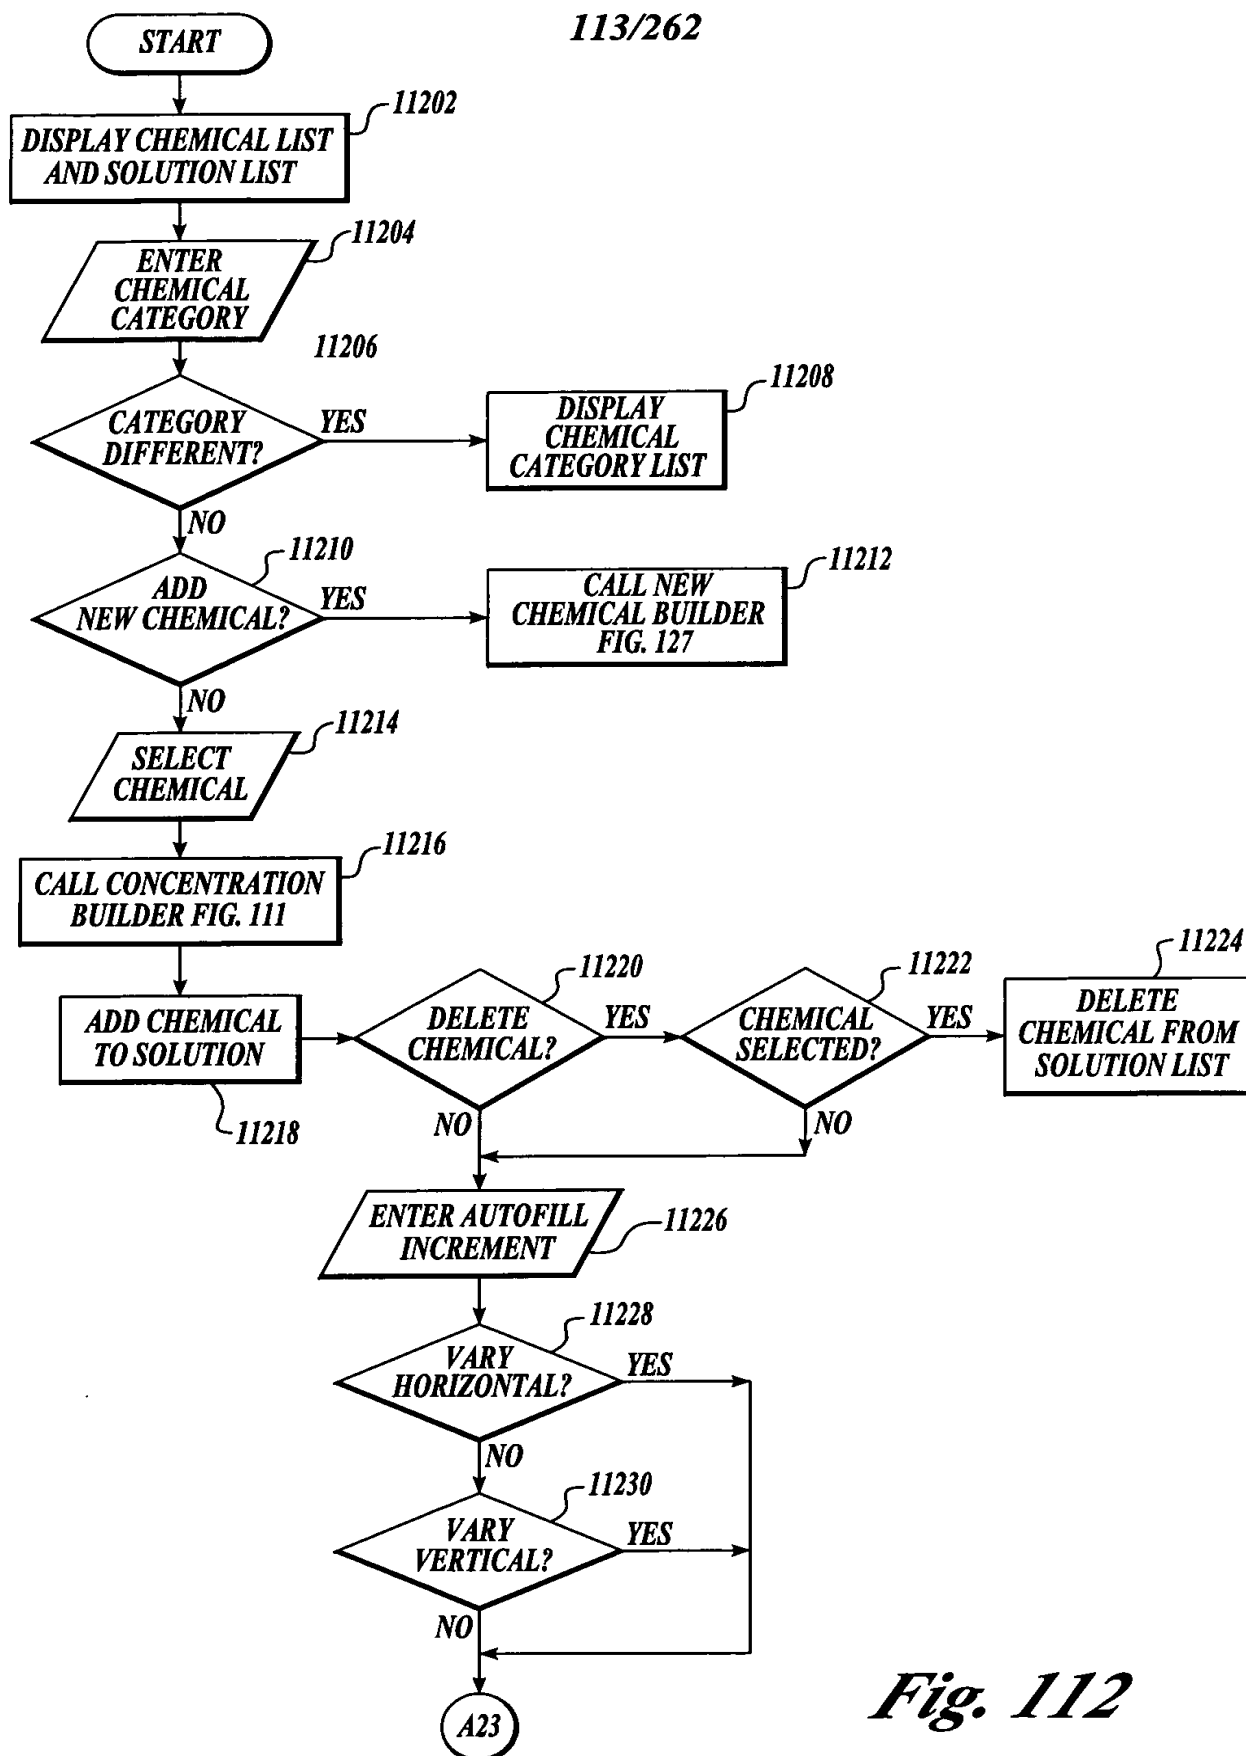 113/262
START
11202
DISPLAY CHEMICAL LIST
AND SOLUTION LIST
11204
ENTER
CHEMICAL
CATEGORY
11206
CATEGORY
DIFFERENT?
YES
11208
DISPLAY
CHEMICAL
CATEGORY LIST
NO
11210
ADD
NEW CHEMICAL?
YES
11212
CALL NEW
CHEMICAL BUILDER
FIG. 127
NO
11214
SELECT
CHEMICAL
11216
CALL CONCENTRATION
BUILDER FIG. 111
ADD CHEMICAL
TO SOLUTION
11218
11220
DELETE
CHEMICAL?
YES
NO
11222
CHEMICAL
SELECTED?
YES
NO
11224
DELETE
CHEMICAL FROM
SOLUTION LIST
ENTER AUTOFILL
INCREMENT
11226
11228
VARY
HORIZONTAL?
YES
NO
11230
VARY
VERTICAL?
YES
NO
A23
Fig. 112